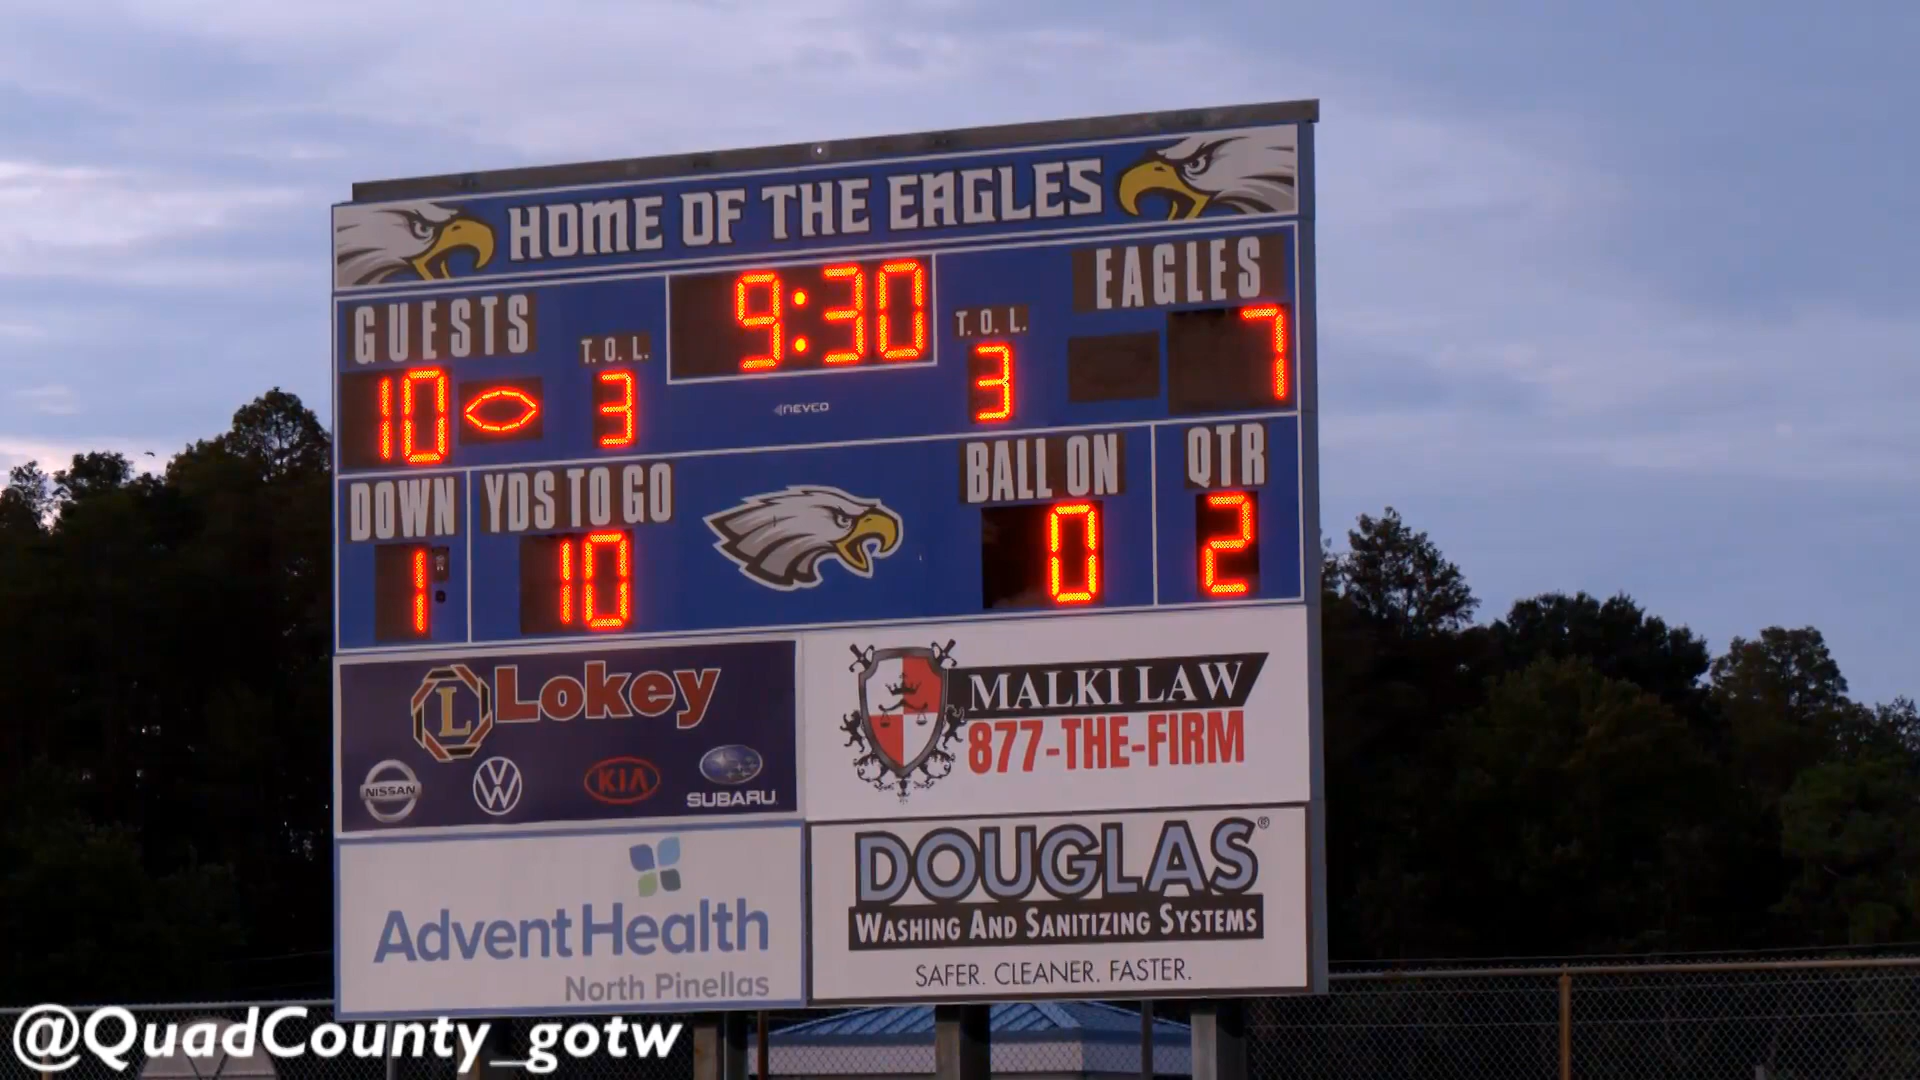 HOME OF THE EAGLES
GUESTS
T. O. L.
9:30
T. O. L.
EAGLES
10
3
NEVCO
3
7
DOWN
YDS TO GO
BALL ON
QTR
1
10
0
2
L Lokey
NISSAN
VW
KIA
SUBARU
MALKI LAW
877-THE-FIRM
AdventHealth
North Pinellas
DOUGLAS®
WASHING AND SANITIZING SYSTEMS
SAFER. CLEANER. FASTER.
@QuadCounty_gotw